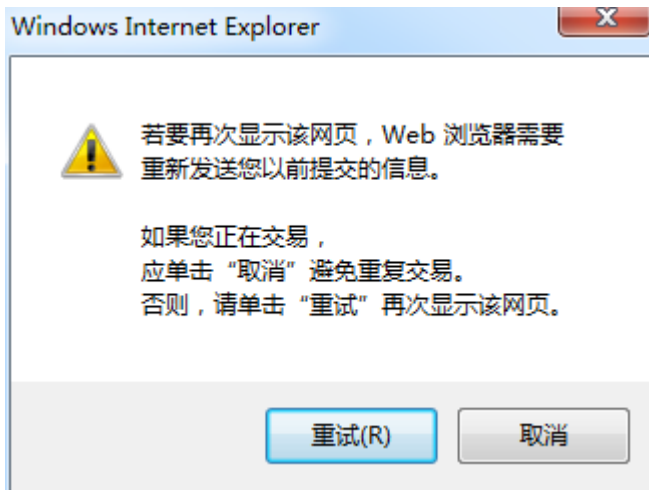 Windows Internet Explorer
若要再次显示该网页，Web 浏览器需要
重新发送您以前提交的信息。
如果您正在交易，
应单击“取消”避免重复交易。
否则，请单击“重试”再次显示该网页。
重试(R)
取消